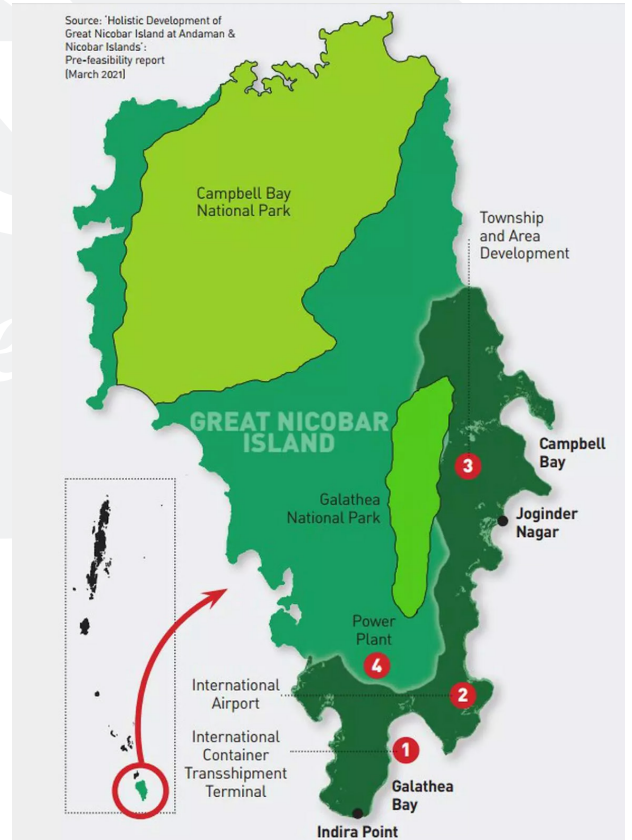 Source: ‘Holistic Development of
Great Nicobar Island at Andaman &
Nicobar Islands’:
Pre-feasibility report
(March 2021)
Campbell Bay
National Park
Township
and Area
Development
GREAT NICOBAR
ISLAND
3
Campbell
Bay
Galathea
National Park
Joginder
Nagar
Power
Plant
4
International
Airport
2
International
Container
Transshipment
Terminal
1
Galathea
Bay
Indira Point